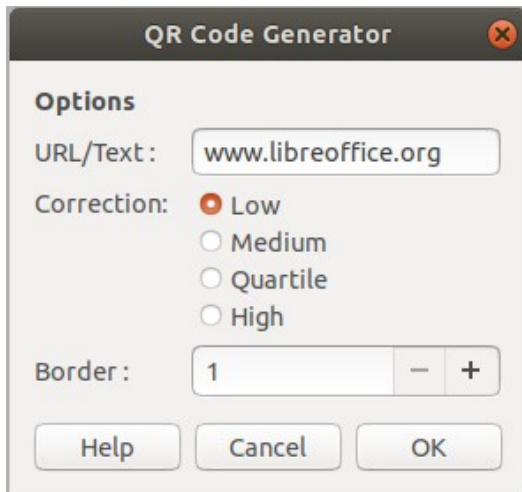 QR Code Generator
Options
URL/Text :
www.libreoffice.org
Correction:
Low
Medium
Quartile
High
Border :
1
Help
Cancel
OK